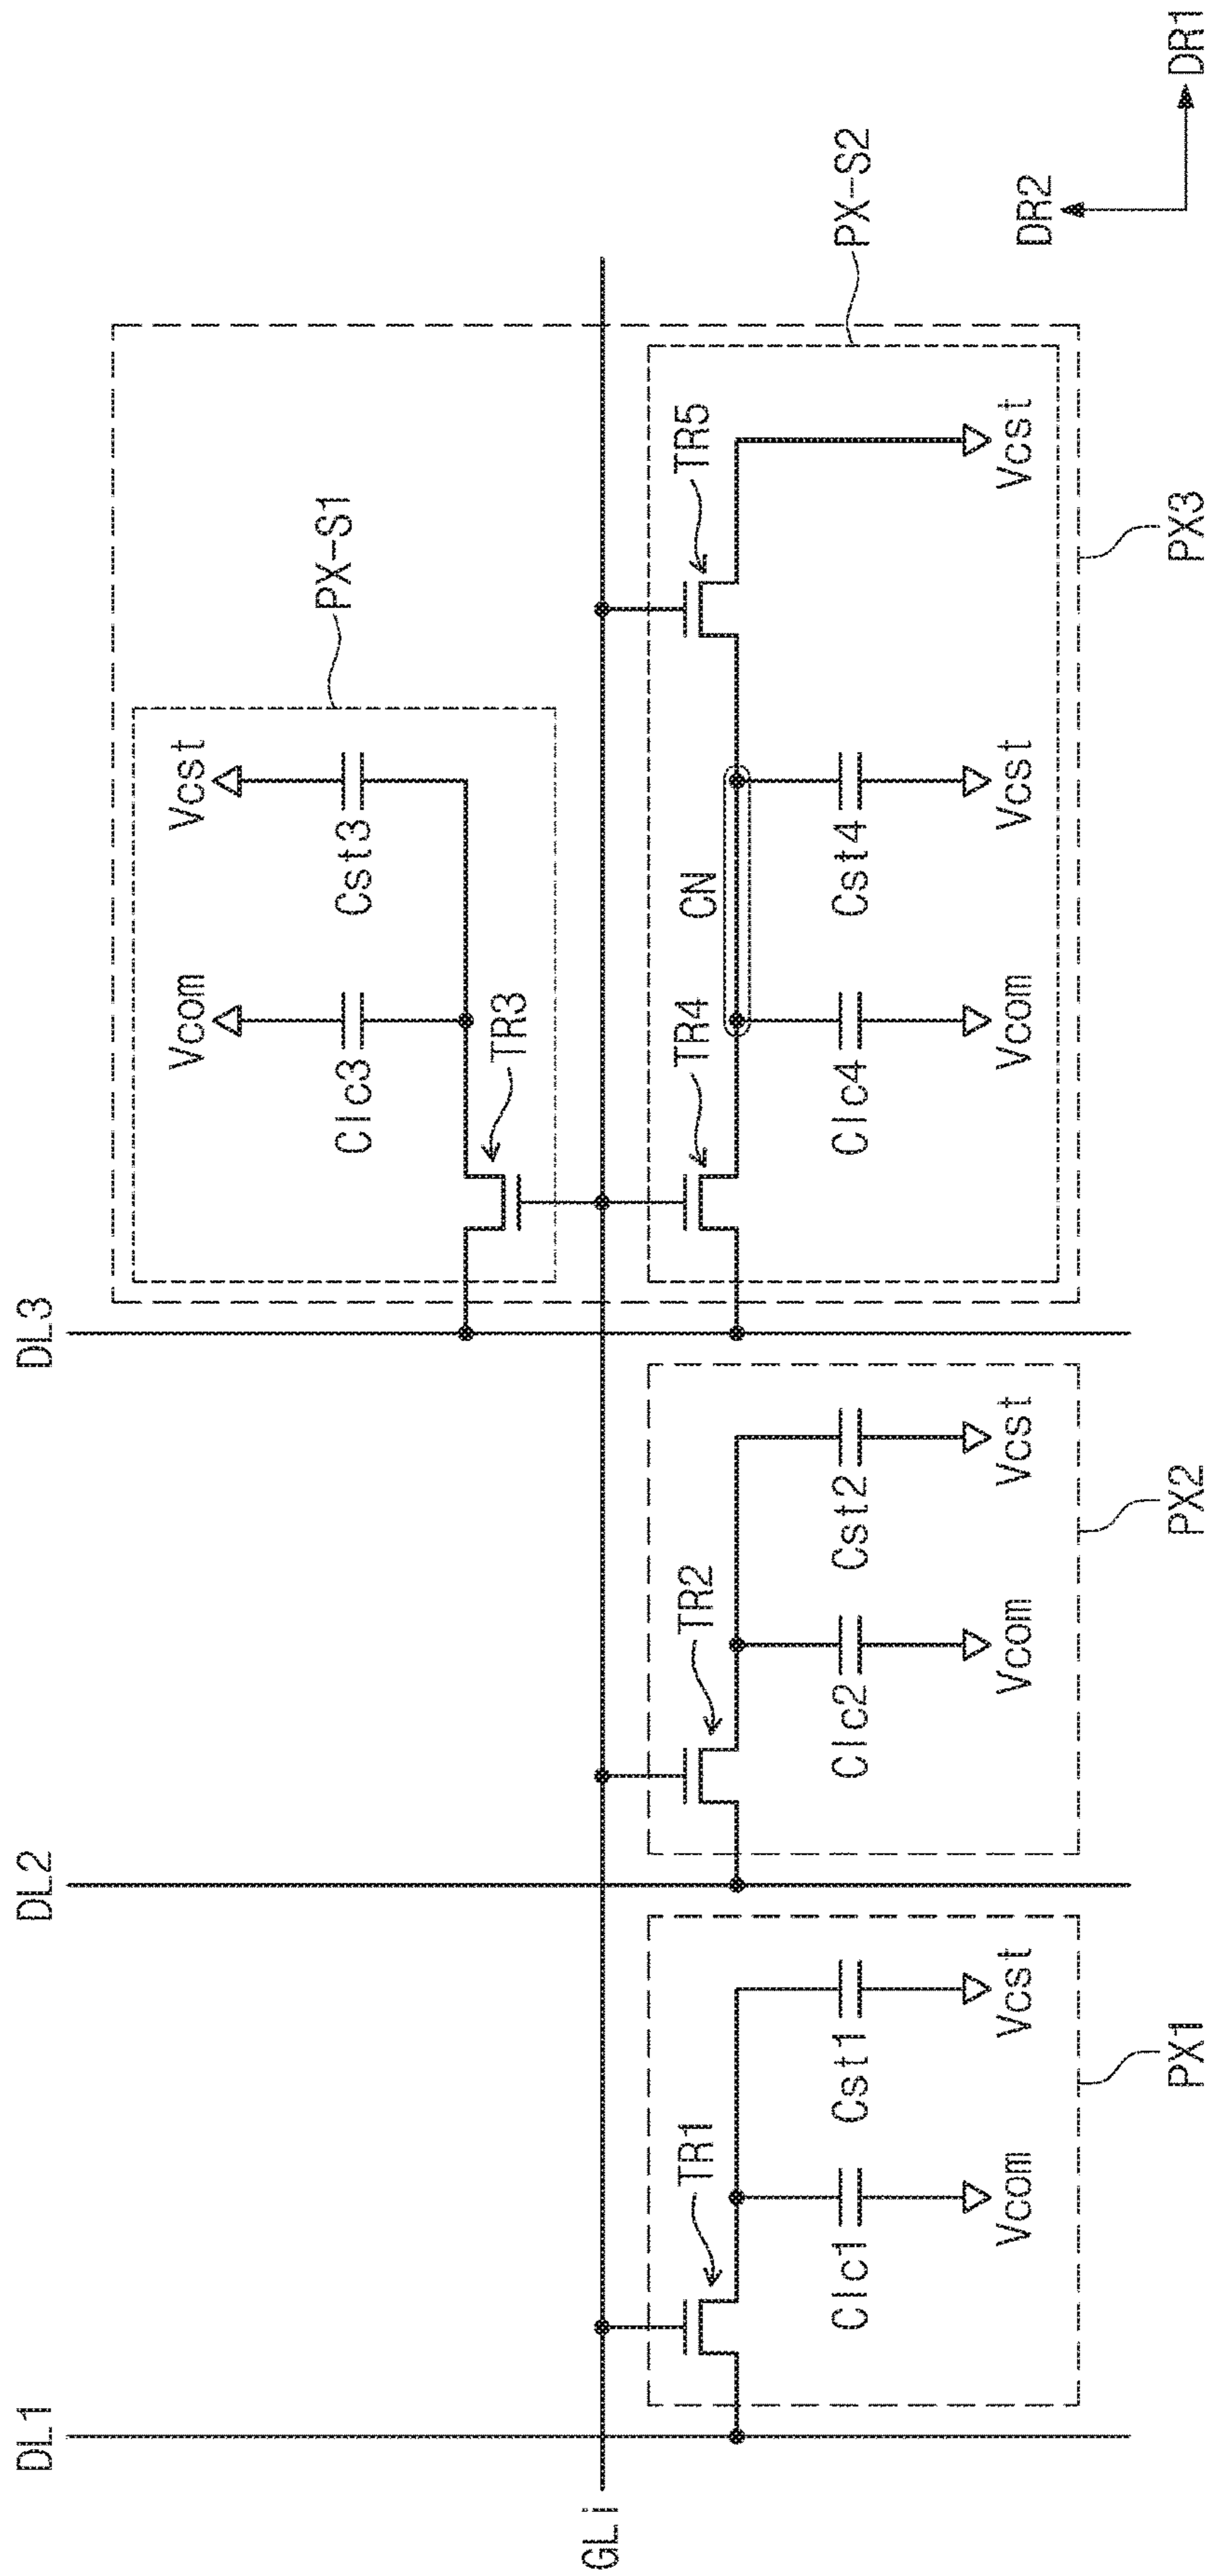 DL1
DL2
DL3
Vcom
Vcst
PX-S1
Clc3
Cst3
TR3
GLi
TR1
TR2
TR4
CN
TR5
PX-S2
Clc1
Cst1
Clc2
Cst2
Clc4
Cst4
Vcom
Vcst
Vcom
Vcst
Vcom
Vcst
Vcst
DR2
PX1
PX2
PX3
DR1